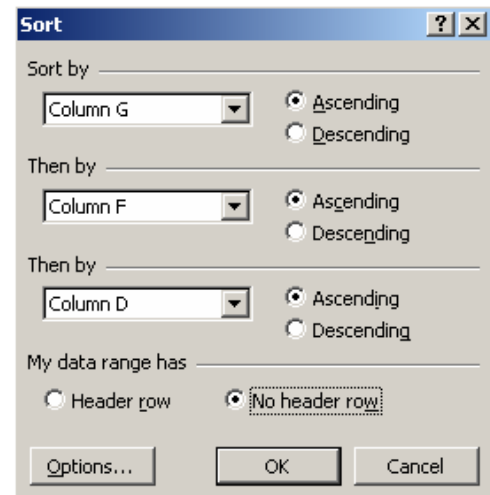 Sort
Sort by
Column G
Ascending
Descending
Then by
Column F
Ascending
Descending
Then by
Column D
Ascending
Descending
My data range has
Header row No header row
Options... OK Cancel